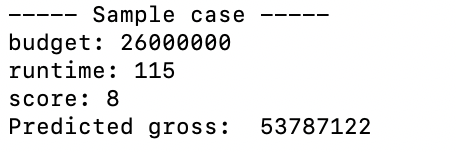 ----- Sample case -----
budget: 26000000
runtime: 115
score: 8
Predicted gross:  53787122